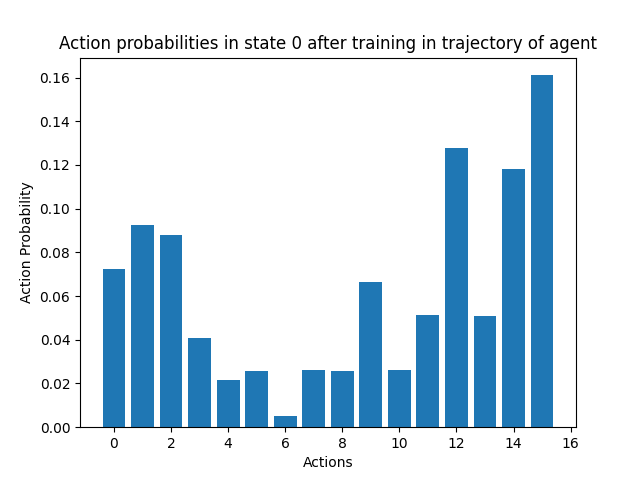 Action probabilities in state 0 after training in trajectory of agent
0.16
0.14
0.12
0.10
0.08
0.06
0.04
0.02
0.00
Action Probability
0 2 4 6 8 10 12 14 16
Actions